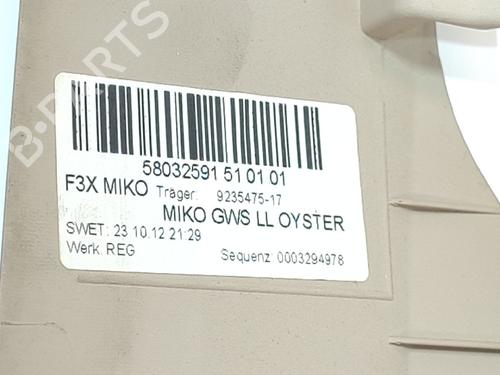 B-PARTS
58032591 51 01 01
F3X MIKO Träger: 9235475-17
MIKO GWS LL OYSTER
SWET: 23 10.12 21:29
Werk: REG Sequenz: 0003294978